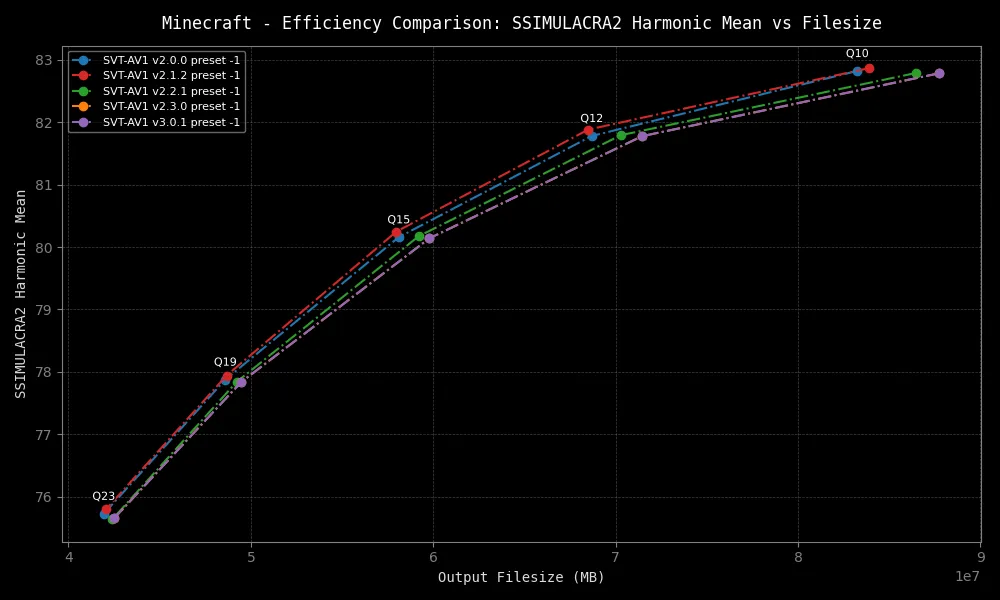 Minecraft - Efficiency Comparison: SSIMULACRA2 Harmonic Mean vs Filesize
SVT-AV1 v2.0.0 preset -1
SVT-AV1 v2.1.2 preset -1
SVT-AV1 v2.2.1 preset -1
SVT-AV1 v2.3.0 preset -1
SVT-AV1 v3.0.1 preset -1
SSIMULACRA2 Harmonic Mean
83
82
81
80
79
78
77
76
Q10
Q12
Q15
Q19
Q23
4
5
6
7
8
9
1e7
Output Filesize (MB)